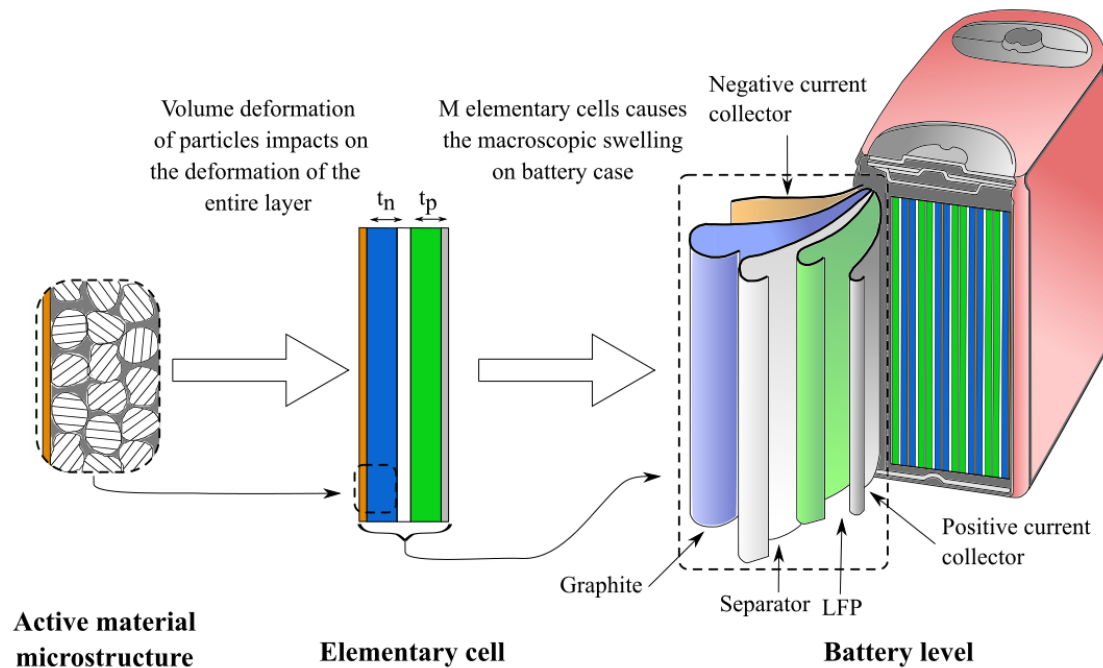 Volume deformation
of particles impacts on
the deformation of the
entire layer
M elementary cells causes
the macroscopic swelling
on battery case
Negative current
collector
tn
tp
Graphite
Separator
LFP
Positive current
collector
Active material
microstructure
Elementary cell
Battery level